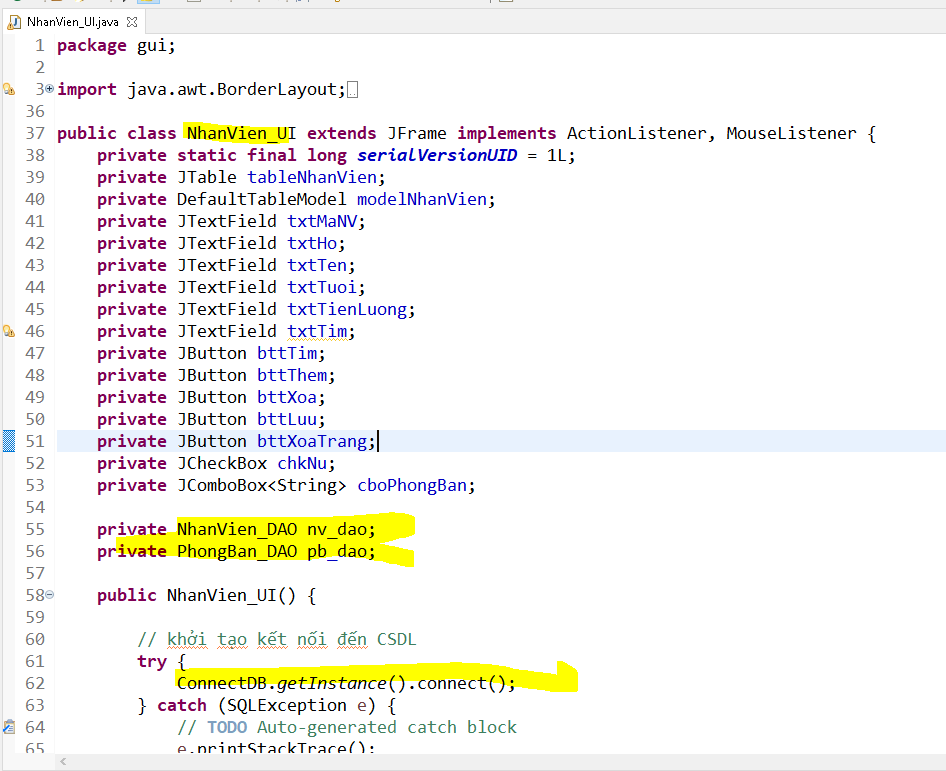 NhanVien_UI.java
1 package gui;
2
3 import java.awt.BorderLayout;
36
37 public class NhanVien_UI extends JFrame implements ActionListener, MouseListener {
38 private static final long serialVersionUID = 1L;
39 private JTable tableNhanVien;
40 private DefaultTableModel modelNhanVien;
41 private JTextField txtMaNV;
42 private JTextField txtHo;
43 private JTextField txtTen;
44 private JTextField txtTuoi;
45 private JTextField txtTienLuong;
46 private JTextField txtTim;
47 private JButton bttTim;
48 private JButton bttThem;
49 private JButton bttXoa;
50 private JButton bttLuu;
51 private JButton bttXoaTrang;
52 private JCheckBox chkNu;
53 private JComboBox<String> cboPhongBan;
54
55 private NhanVien_DAO nv_dao;
56 private PhongBan_DAO pb_dao;
57
58 public NhanVien_UI() {
59
60 // khởi tạo kết nối đến CSDL
61 try {
62 ConnectDB.getInstance().connect();
63 } catch (SQLException e) {
64 // TODO Auto-generated catch block
65 e.printStackTrace();